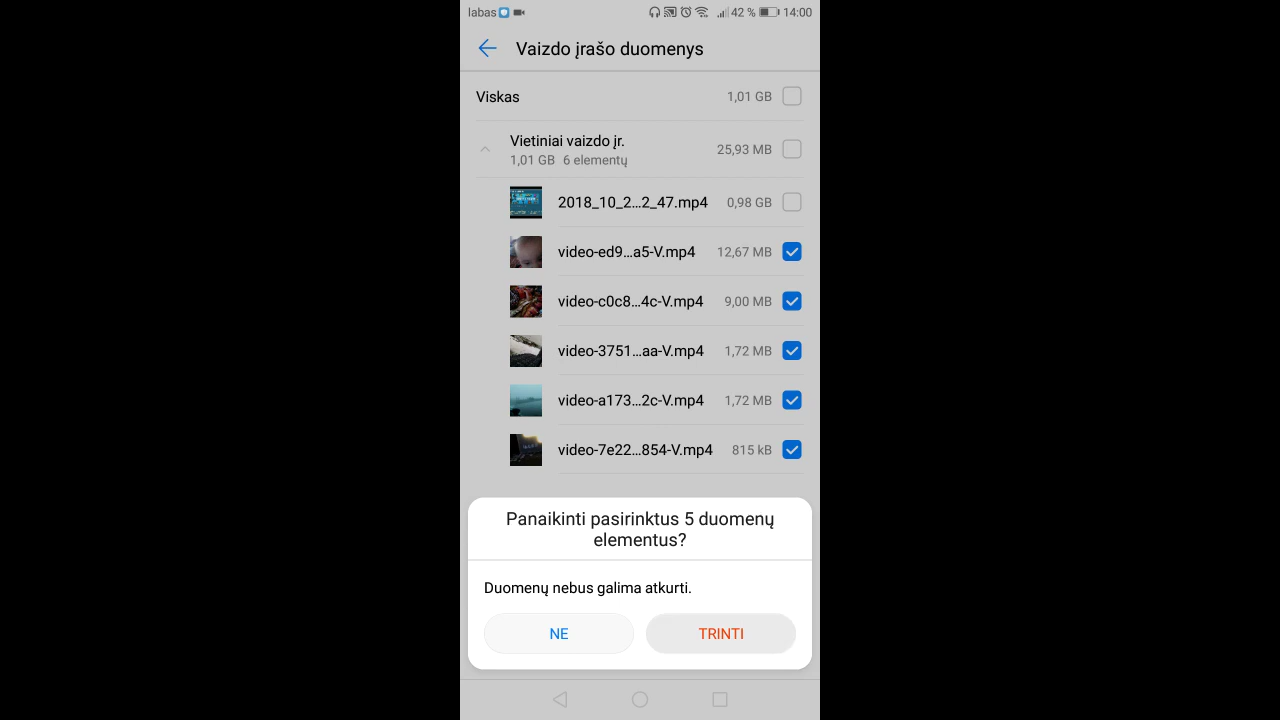 labas 42 % 14:00
Vaizdo įrašo duomenys
Viskas 1,01 GB
Vietiniai vaizdo įr. 25,93 MB
1,01 GB 6 elementų
2018_10_2...2_47.mp4 0,98 GB
video-ed9...a5-V.mp4 12,67 MB
video-c0c8...4c-V.mp4 9,00 MB
video-3751...aa-V.mp4 1,72 MB
video-a173...2c-V.mp4 1,72 MB
video-7e22...854-V.mp4 815 kB
Panaikinti pasirinktus 5 duomenų
elementus?
Duomenų nebus galima atkurti.
NE TRINTI